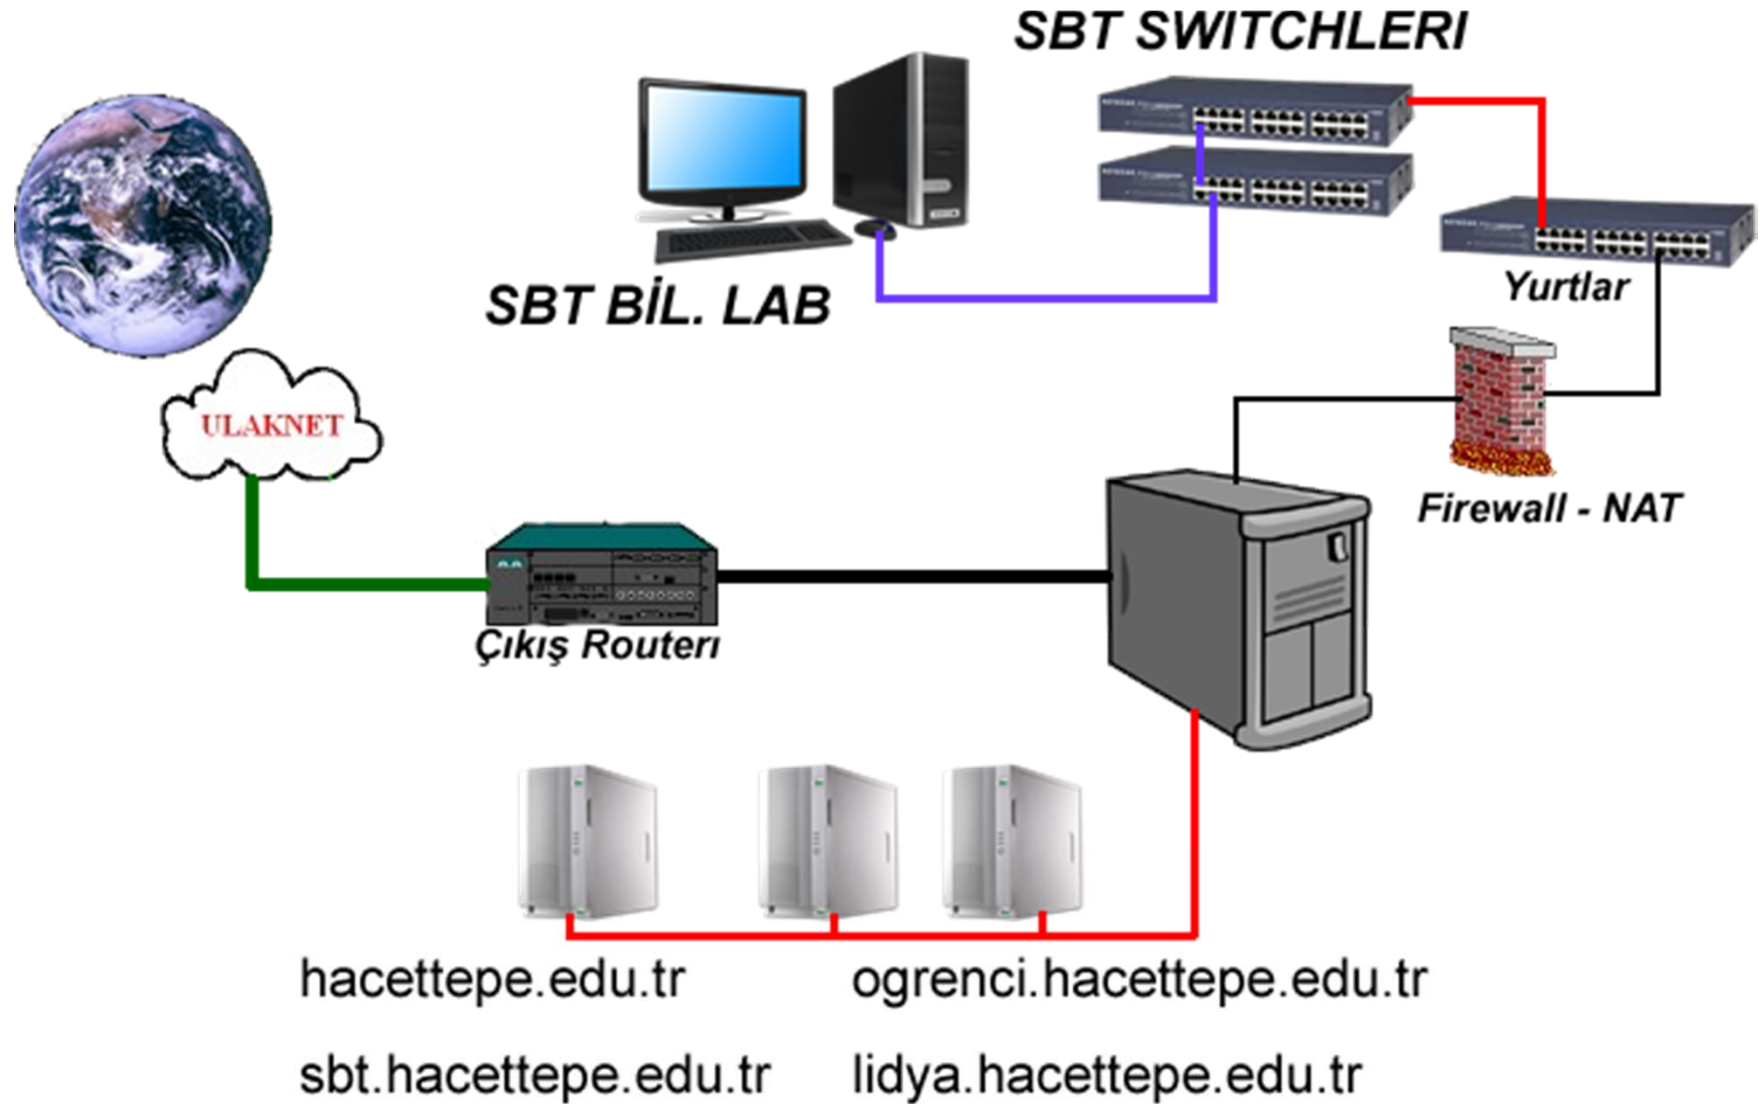 SBT SWITCHLERI
SBT BİL. LAB
Yurtlar
ULAKNET
Firewall - NAT
Çıkış Routerı
hacettepe.edu.tr
ogrenci.hacettepe.edu.tr
sbt.hacettepe.edu.tr
lidya.hacettepe.edu.tr